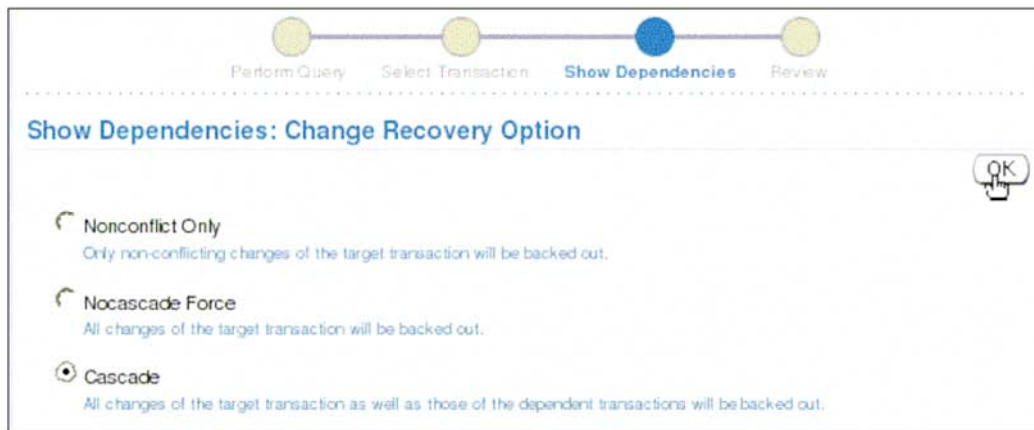 Perform Query Select Transaction Show Dependencies Review
Show Dependencies: Change Recovery Option
OK
Nonconflict Only
Only non-conflicting changes of the target transaction will be backed out.
Nocascade Force
All changes of the target transaction will be backed out.
Cascade
All changes of the target transaction as well as those of the dependent transactions will be backed out.